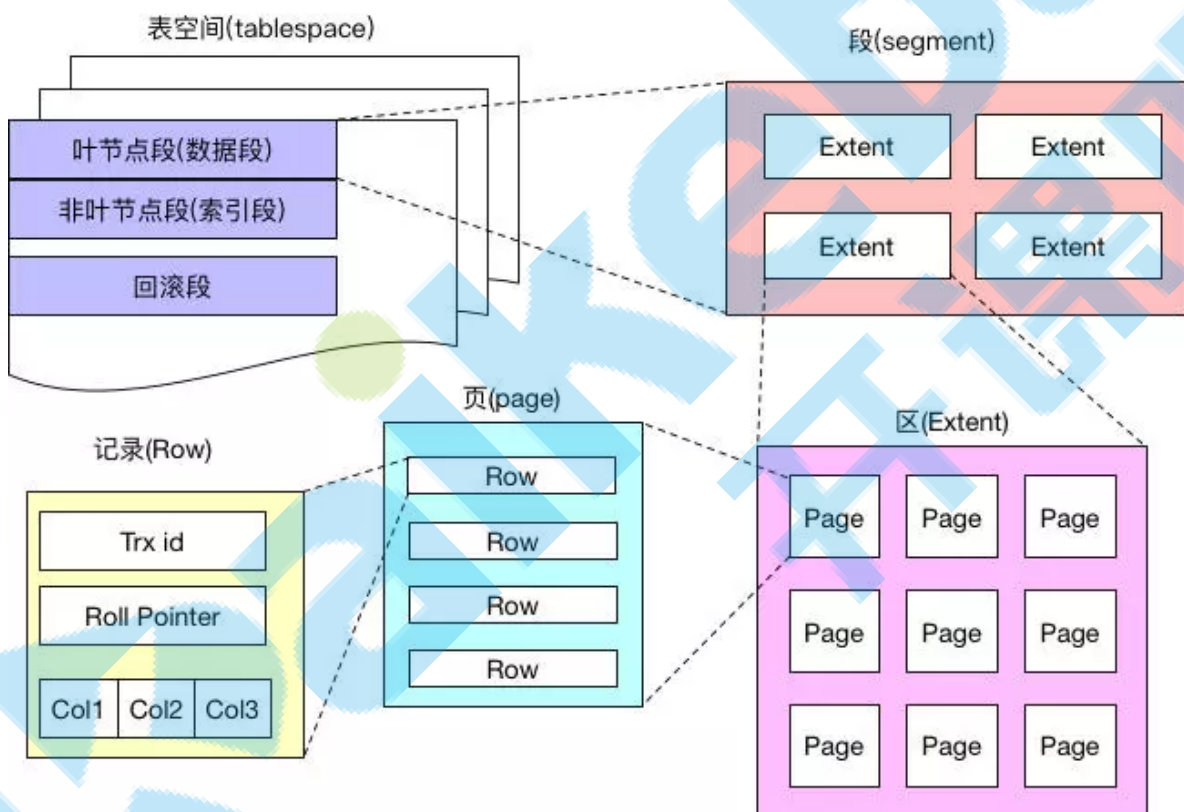 表空间(tablespace)
叶节点段(数据段)
非叶节点段(索引段)
回滚段
段(segment)
Extent
Extent
Extent
Extent
记录(Row)
Trx id
Roll Pointer
Col1
Col2
Col3
页(page)
Row
Row
Row
Row
区(Extent)
Page
Page
Page
Page
Page
Page
Page
Page
Page